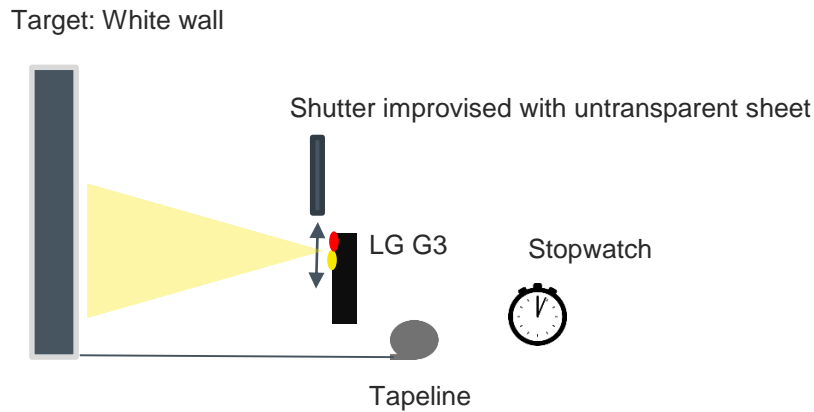 Target: White wall
Shutter improvised with untransparent sheet
LG G3
Stopwatch
Tapeline